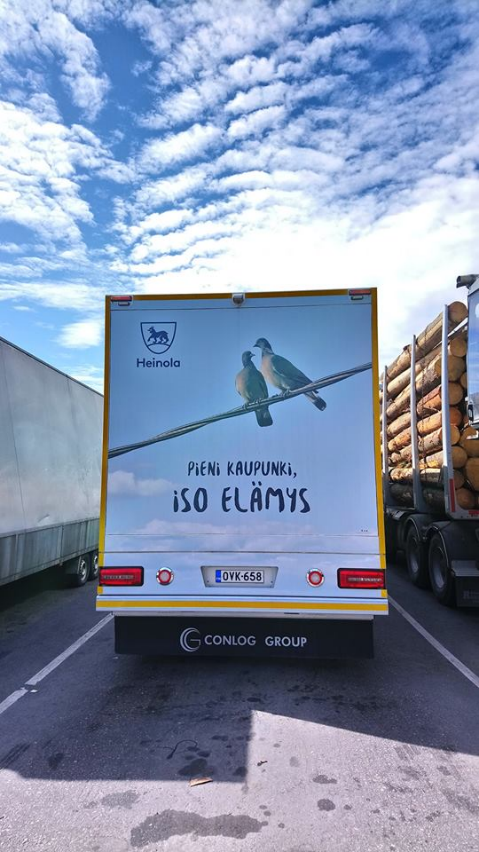 Heinola
PiENi KAUPUNKi,
iSO ELÄMYS
OVK-658
CONLOG GROUP